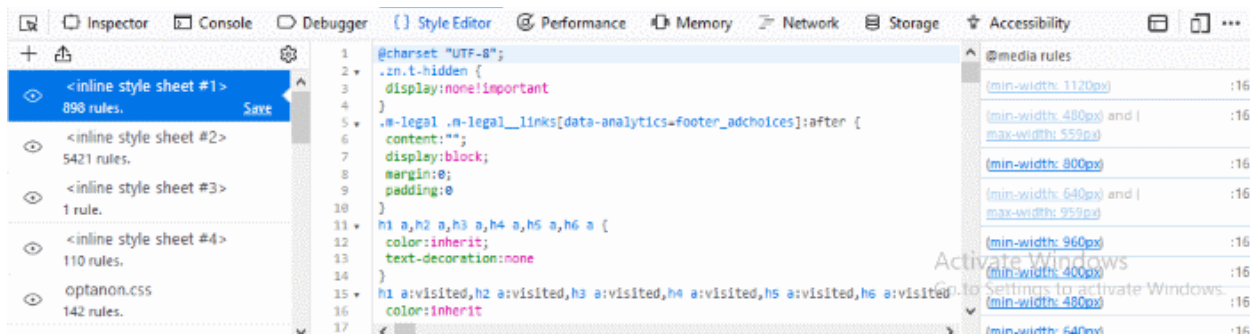 Inspector Console Debugger {} Style Editor Performance Memory Network Storage Accessibility
<inline style sheet #1>
898 rules. Save
<inline style sheet #2>
5421 rules.
<inline style sheet #3>
1 rule.
<inline style sheet #4>
110 rules.
optanon.css
142 rules.
1 @charset "UTF-8";
2 .zn.t-hidden {
3 display:none!important
4 }
5 .m-legal .m-legal__links[data-analytics=footer_adchoices]:after {
6 content:"";
7 display:block;
8 margin:0;
9 padding:0
10 }
11 h1 a,h2 a,h3 a,h4 a,h5 a,h6 a {
12 color:inherit;
13 text-decoration:none
14 }
15 h1 a:visited,h2 a:visited,h3 a:visited,h4 a:visited,h5 a:visited,h6 a:visited
16 color:inherit
17
@media rules
(min-width: 1120px) :16
(min-width: 480px) and ( :16
max-width: 559px)
(min-width: 800px) :16
(min-width: 640px) and ( :16
max-width: 959px)
(min-width: 960px) :16
(min-width: 400px) :16
(min-width: 480px) :16
(min-width: 640px) :16
Activate Windows
Go to Settings to activate Windows.